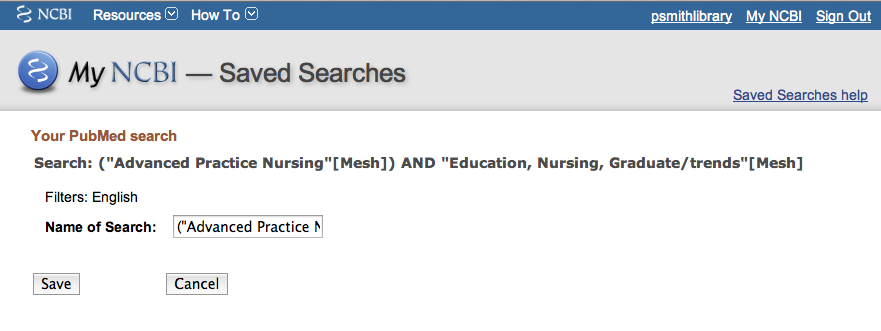 NCBI Resources How To psmithlibrary My NCBI Sign Out
My NCBI — Saved Searches
Saved Searches help
Your PubMed search
Search: ("Advanced Practice Nursing"[Mesh]) AND "Education, Nursing, Graduate/trends"[Mesh]
Filters: English
Name of Search: ("Advanced Practice N
Save Cancel